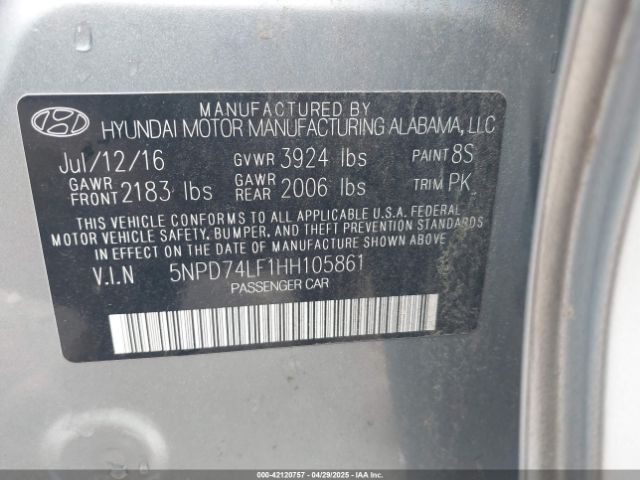 MANUFACTURED BY
HYUNDAI MOTOR MANUFACTURING ALABAMA, LLC
Jul/12/16 GVWR 3924 lbs PAINT 8S
GAWR FRONT 2183 lbs GAWR REAR 2006 lbs TRIM PK
THIS VEHICLE CONFORMS TO ALL APPLICABLE U.S.A. FEDERAL
MOTOR VEHICLE SAFETY, BUMPER, AND THEFT PREVENTION STANDARDS
IN EFFECT ON THE DATE OF MANUFACTURE SHOWN ABOVE.
V.I.N 5NPD74LF1HH105861
PASSENGER CAR
000-42120757 - 04/29/2025 - IAAI.COM